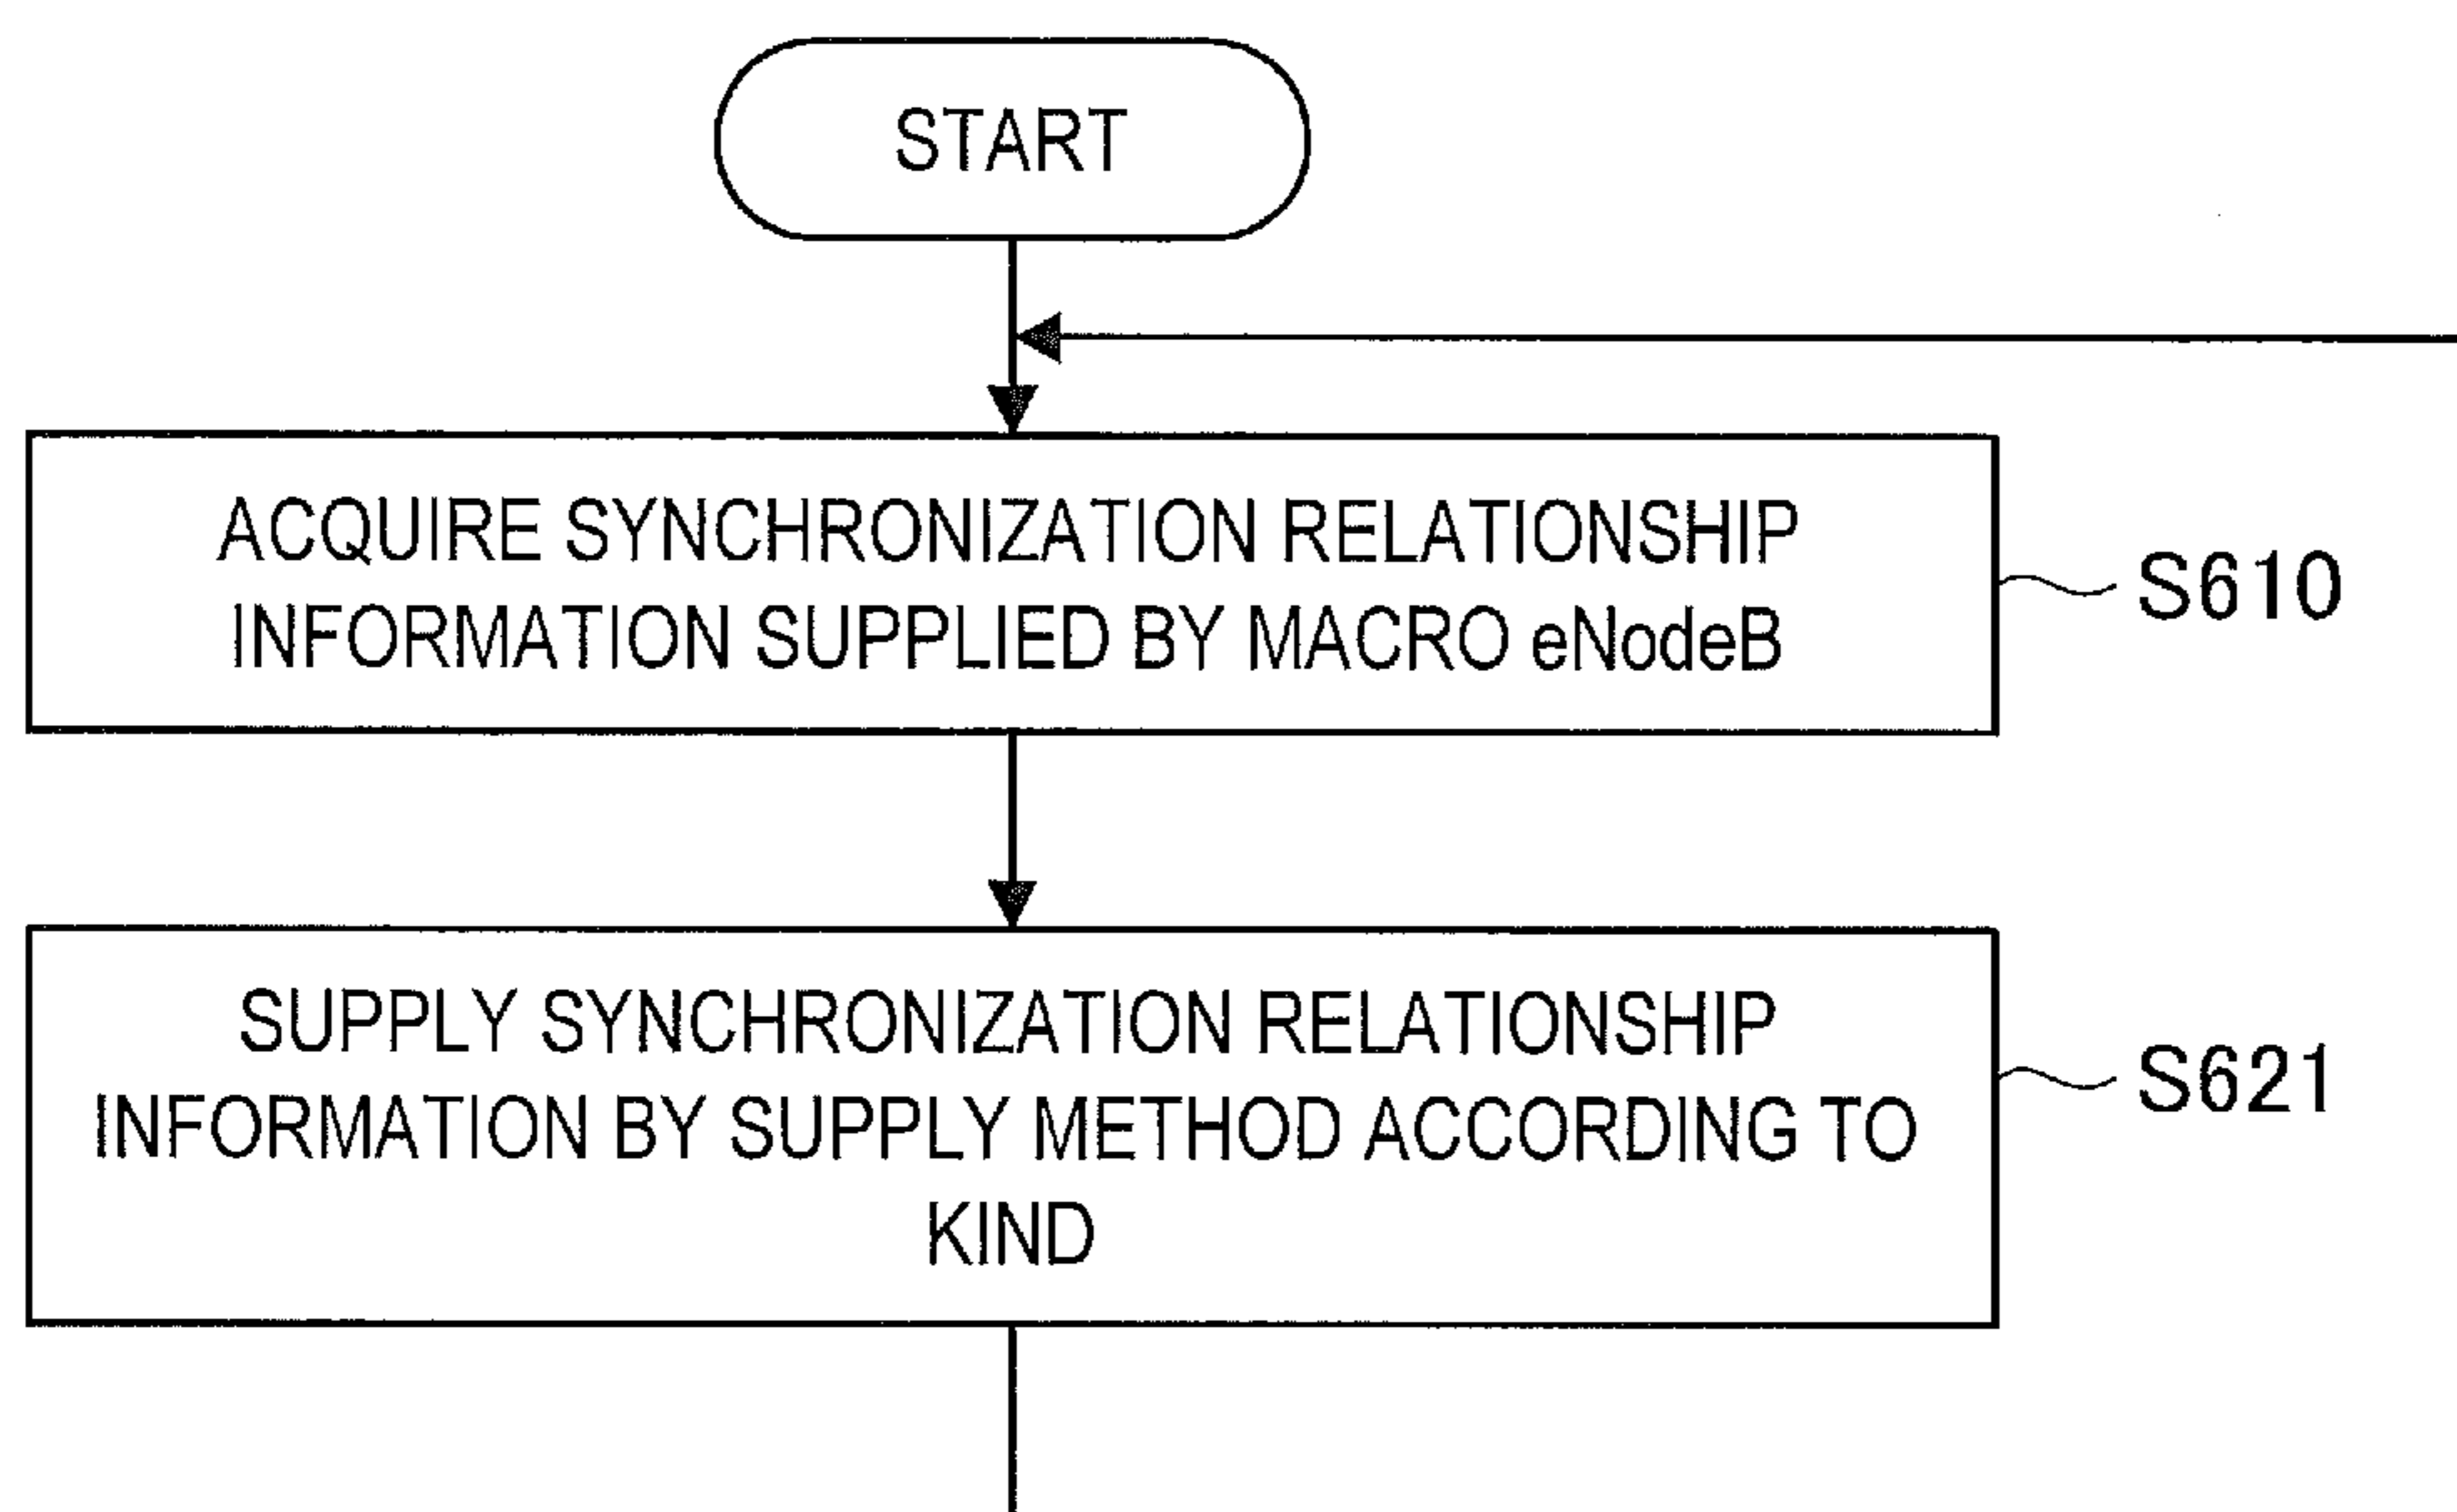 START
ACQUIRE SYNCHRONIZATION RELATIONSHIP
INFORMATION SUPPLIED BY MACRO eNodeB
S610
SUPPLY SYNCHRONIZATION RELATIONSHIP
INFORMATION BY SUPPLY METHOD ACCORDING TO
KIND
S621